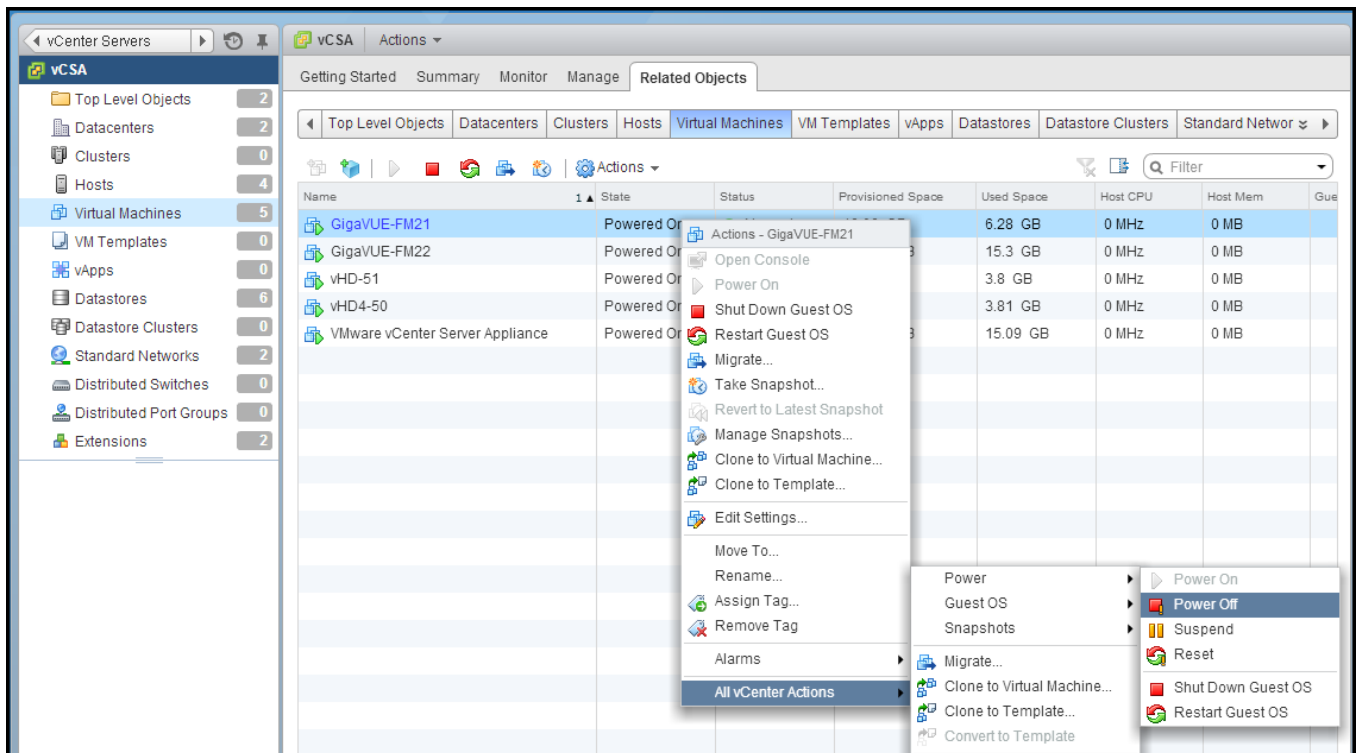 vCenter Servers
vCSA Actions
vCSA
Getting Started Summary Monitor Manage Related Objects
Top Level Objects 2
Datacenters 2
Clusters 0
Hosts 4
Virtual Machines 5
VM Templates 0
vApps 0
Datastores 6
Datastore Clusters 0
Standard Networks 2
Distributed Switches 0
Distributed Port Groups 0
Extensions 2
Top Level Objects Datacenters Clusters Hosts Virtual Machines VM Templates vApps Datastores Datastore Clusters Standard Networ
Actions Filter
Name 1 State Status Provisioned Space Used Space Host CPU Host Mem Gue
GigaVUE-FM21 Powered On 6.28 GB 0 MHz 0 MB
GigaVUE-FM22 Powered On 15.3 GB 0 MHz 0 MB
vHD-51 Powered On 3.8 GB 0 MHz 0 MB
vHD4-50 Powered On 3.81 GB 0 MHz 0 MB
VMware vCenter Server Appliance Powered On 15.09 GB 0 MHz 0 MB
Actions - GigaVUE-FM21
Open Console
Power On
Shut Down Guest OS
Restart Guest OS
Migrate...
Take Snapshot...
Revert to Latest Snapshot
Manage Snapshots...
Clone to Virtual Machine...
Clone to Template...
Edit Settings...
Move To...
Rename...
Assign Tag...
Remove Tag
Alarms
All vCenter Actions
Power
Guest OS
Snapshots
Migrate...
Clone to Virtual Machine...
Clone to Template...
Convert to Template
Power On
Power Off
Suspend
Reset
Shut Down Guest OS
Restart Guest OS